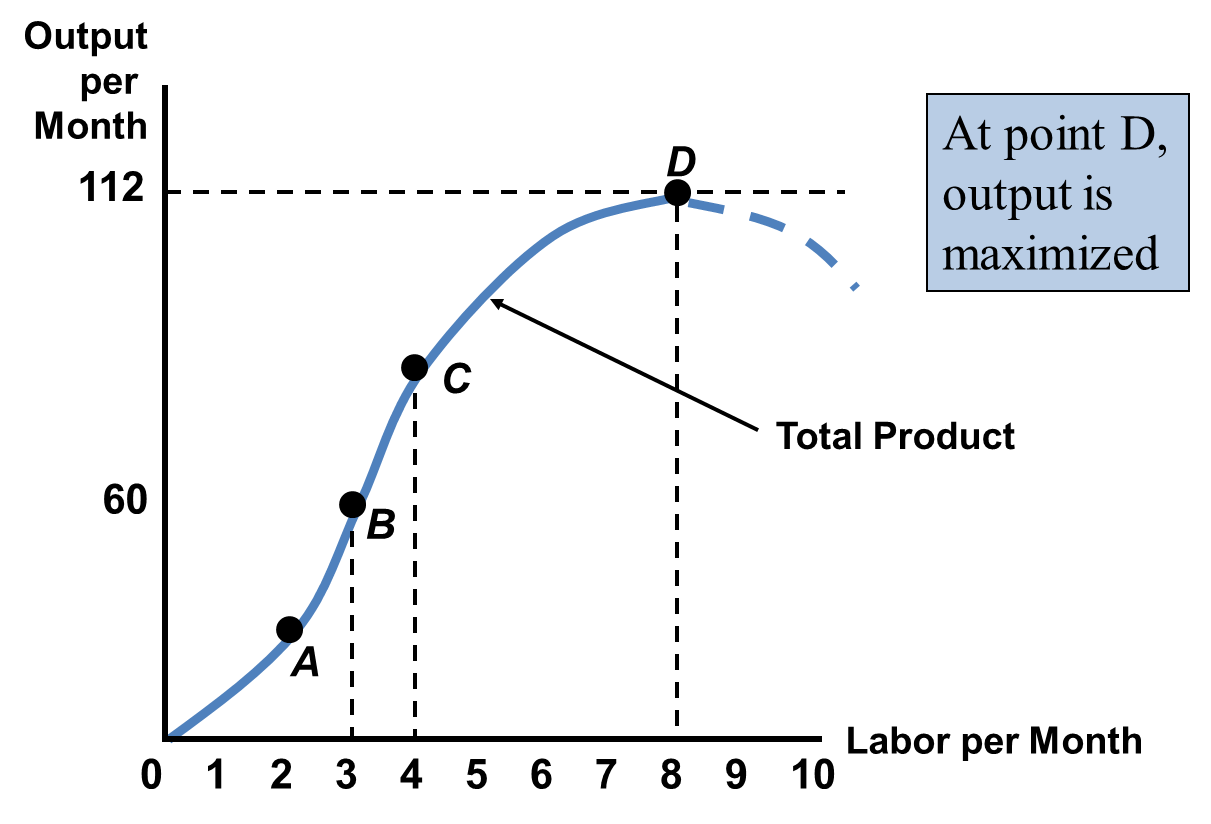 Output
per
Month
112
D
At point D,
output is
maximized
C
Total Product
60
B
A
Labor per Month
0 1 2 3 4 5 6 7 8 9 10